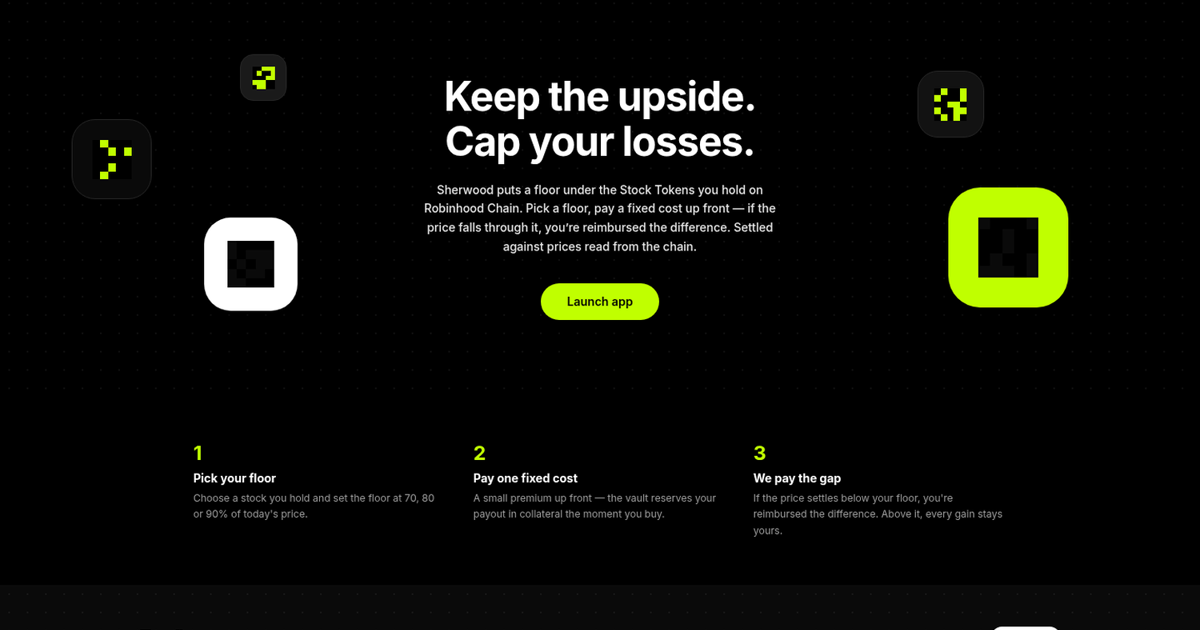 Keep the upside.
Cap your losses.
Sherwood puts a floor under the Stock Tokens you hold on
Robinhood Chain. Pick a floor, pay a fixed cost up front — if the
price falls through it, you're reimbursed the difference. Settled
against prices read from the chain.
Launch app
1
Pick your floor
Choose a stock you hold and set the floor at 70, 80
or 90% of today's price.
2
Pay one fixed cost
A small premium up front — the vault reserves your
payout in collateral the moment you buy.
3
We pay the gap
If the price settles below your floor, you're
reimbursed the difference. Above it, every gain stays
yours.